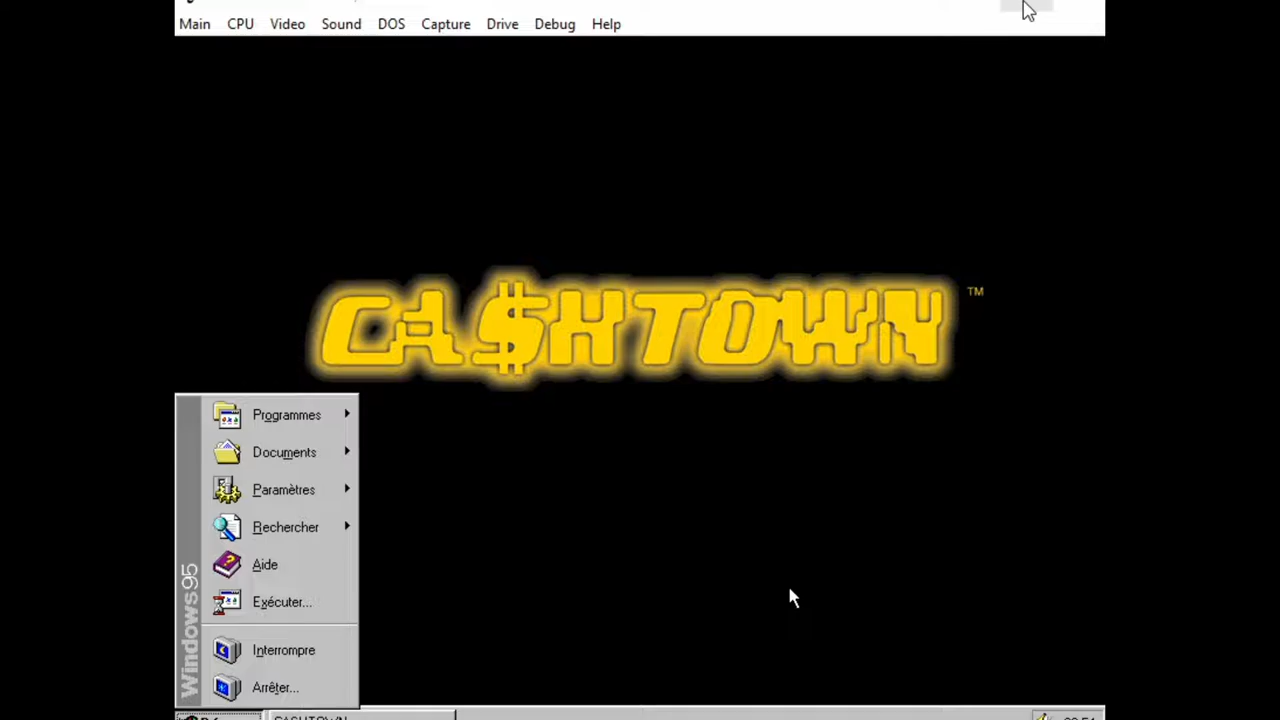 Main CPU Video Sound DOS Capture Drive Debug Help
CA$HTOWN ™
Programmes
Documents
Paramètres
Rechercher
Aide
Exécuter...
Interrompre
Arrêter...
Windows95
CASHTOWN